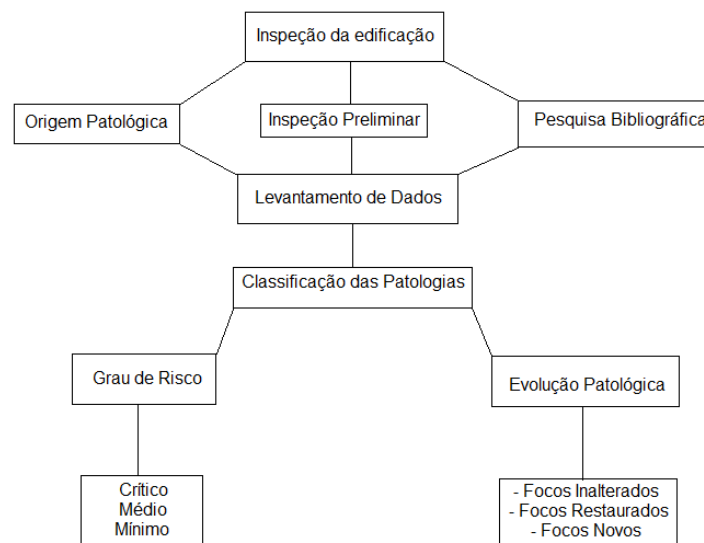 Inspeção da edificação
Origem Patológica
Inspeção Preliminar
Pesquisa Bibliográfica
Levantamento de Dados
Classificação das Patologias
Grau de Risco
Evolução Patológica
Crítico
Médio
Mínimo
- Focos Inalterados
- Focos Restaurados
- Focos Novos